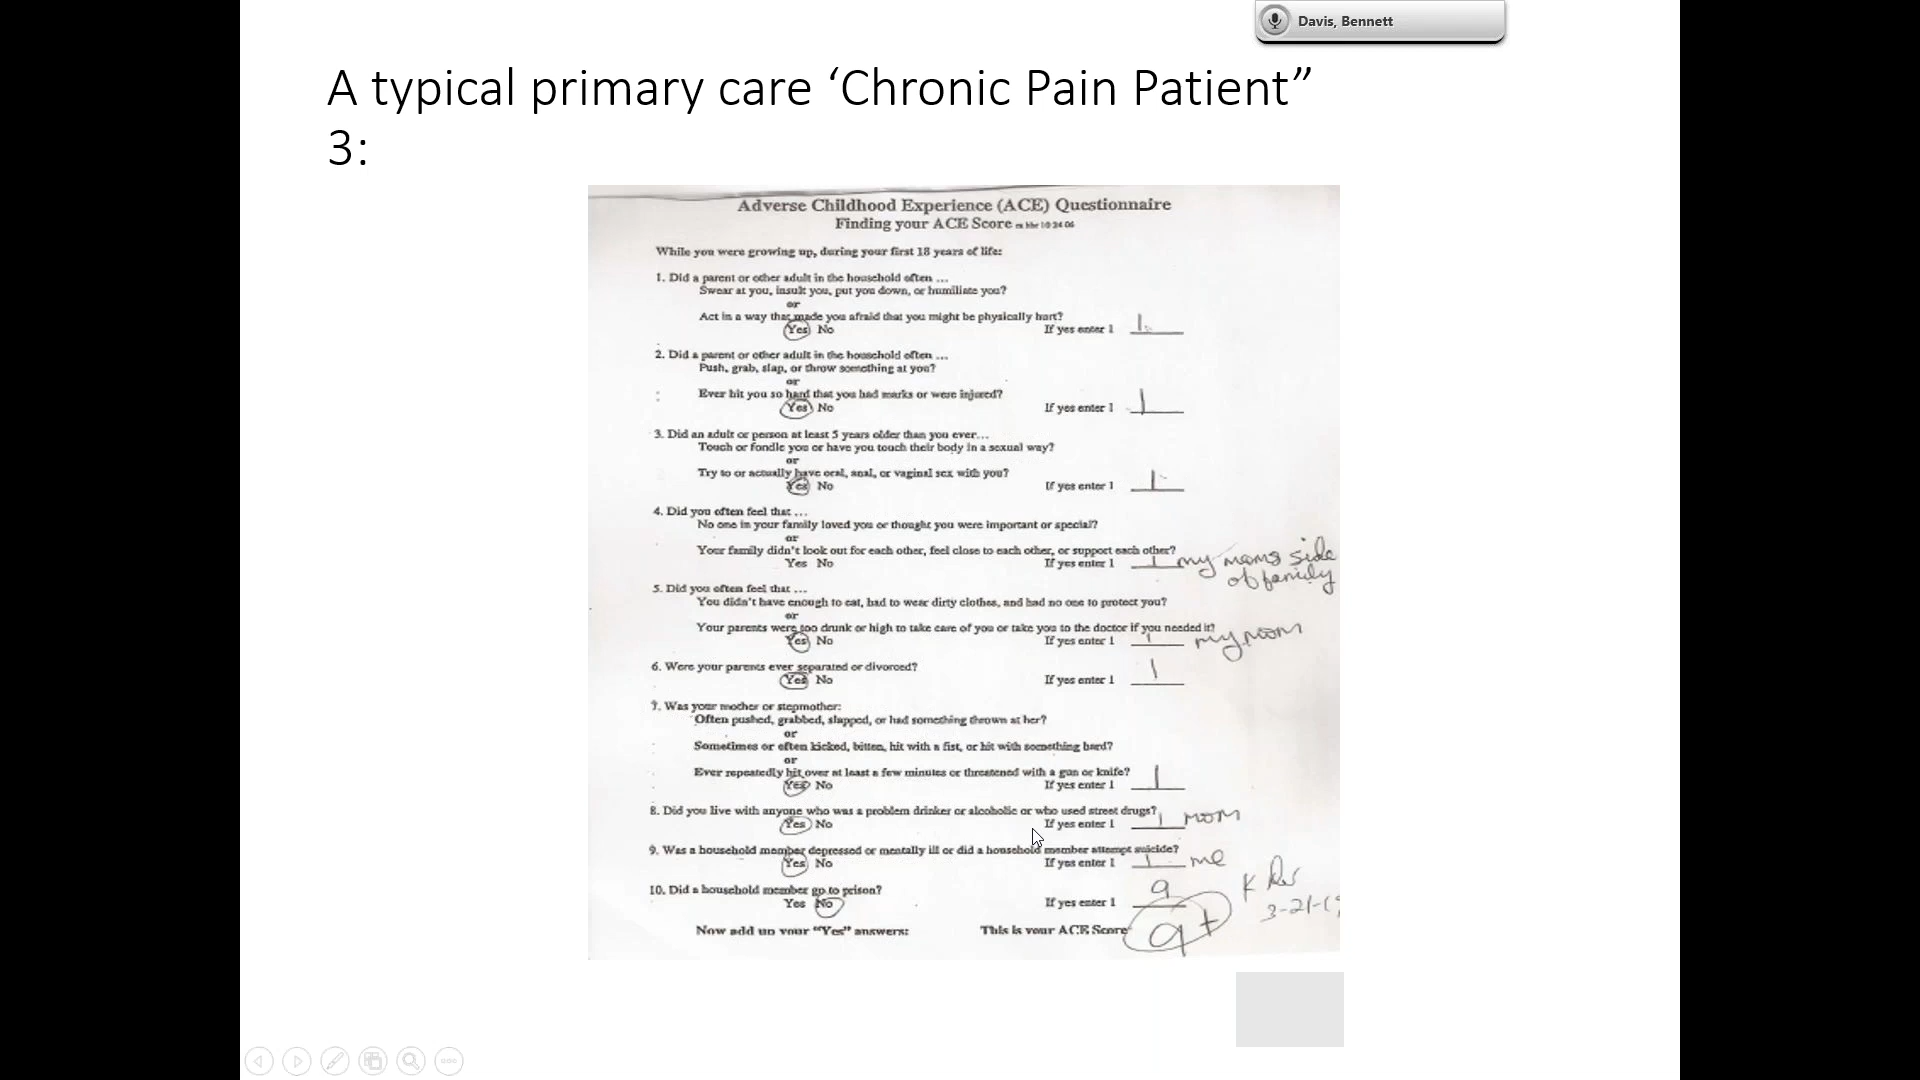 Davis, Bennett
A typical primary care ‘Chronic Pain Patient”
3:
Adverse Childhood Experience (ACE) Questionnaire
Finding your ACE Score ra hbr 10 24 06
While you were growing up, during your first 18 years of life:
1. Did a parent or other adult in the household often ...
Swear at you, insult you, put you down, or humiliate you?
or
Act in a way that made you afraid that you might be physically hurt?
Yes No If yes enter 1 1
2. Did a parent or other adult in the household often ...
Push, grab, slap, or throw something at you?
or
Ever hit you so hard that you had marks or were injured?
Yes No If yes enter 1 1
3. Did an adult or person at least 5 years older than you ever...
Touch or fondle you or have you touch their body in a sexual way?
or
Try to or actually have oral, anal, or vaginal sex with you?
Yes No If yes enter 1 1
4. Did you often feel that ...
No one in your family loved you or thought you were important or special?
or
Your family didn't look out for each other, feel close to each other, or support each other?
Yes No If yes enter 1 1 my moms side
of family
5. Did you often feel that ...
You didn't have enough to eat, had to wear dirty clothes, and had no one to protect you?
or
Your parents were too drunk or high to take care of you or take you to the doctor if you needed it?
Yes No If yes enter 1 1 my mom
6. Were your parents ever separated or divorced?
Yes No If yes enter 1 1
7. Was your mother or stepmother:
Often pushed, grabbed, slapped, or had something thrown at her?
or
Sometimes or often kicked, bitten, hit with a fist, or hit with something hard?
or
Ever repeatedly hit over at least a few minutes or threatened with a gun or knife?
Yes No If yes enter 1 1
8. Did you live with anyone who was a problem drinker or alcoholic or who used street drugs?
Yes No If yes enter 1 1 mom
9. Was a household member depressed or mentally ill or did a household member attempt suicide?
Yes No If yes enter 1 1 me
10. Did a household member go to prison?
Yes No If yes enter 1 9
Now add up your “Yes” answers: This is your ACE Score 9+